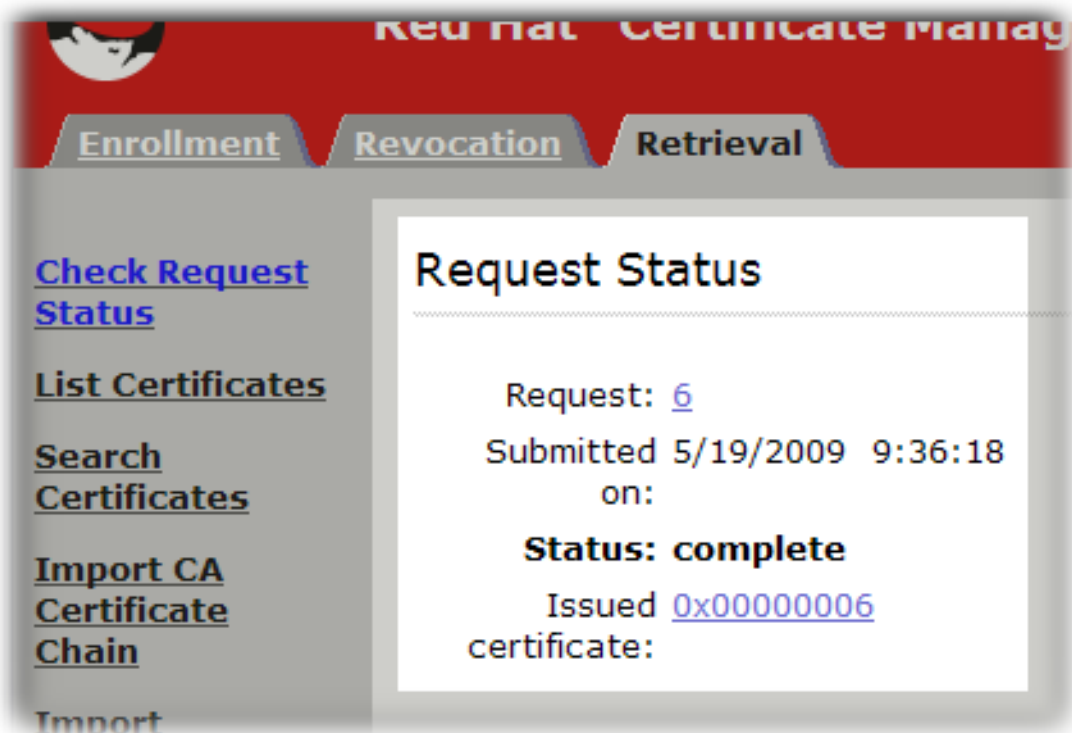 Red Hat Certificate Manag
Enrollment Revocation Retrieval
Check Request
Status
List Certificates
Search
Certificates
Import CA
Certificate
Chain
Import
Request Status
Request: 6
Submitted 5/19/2009 9:36:18
on:
Status: complete
Issued 0x00000006
certificate: